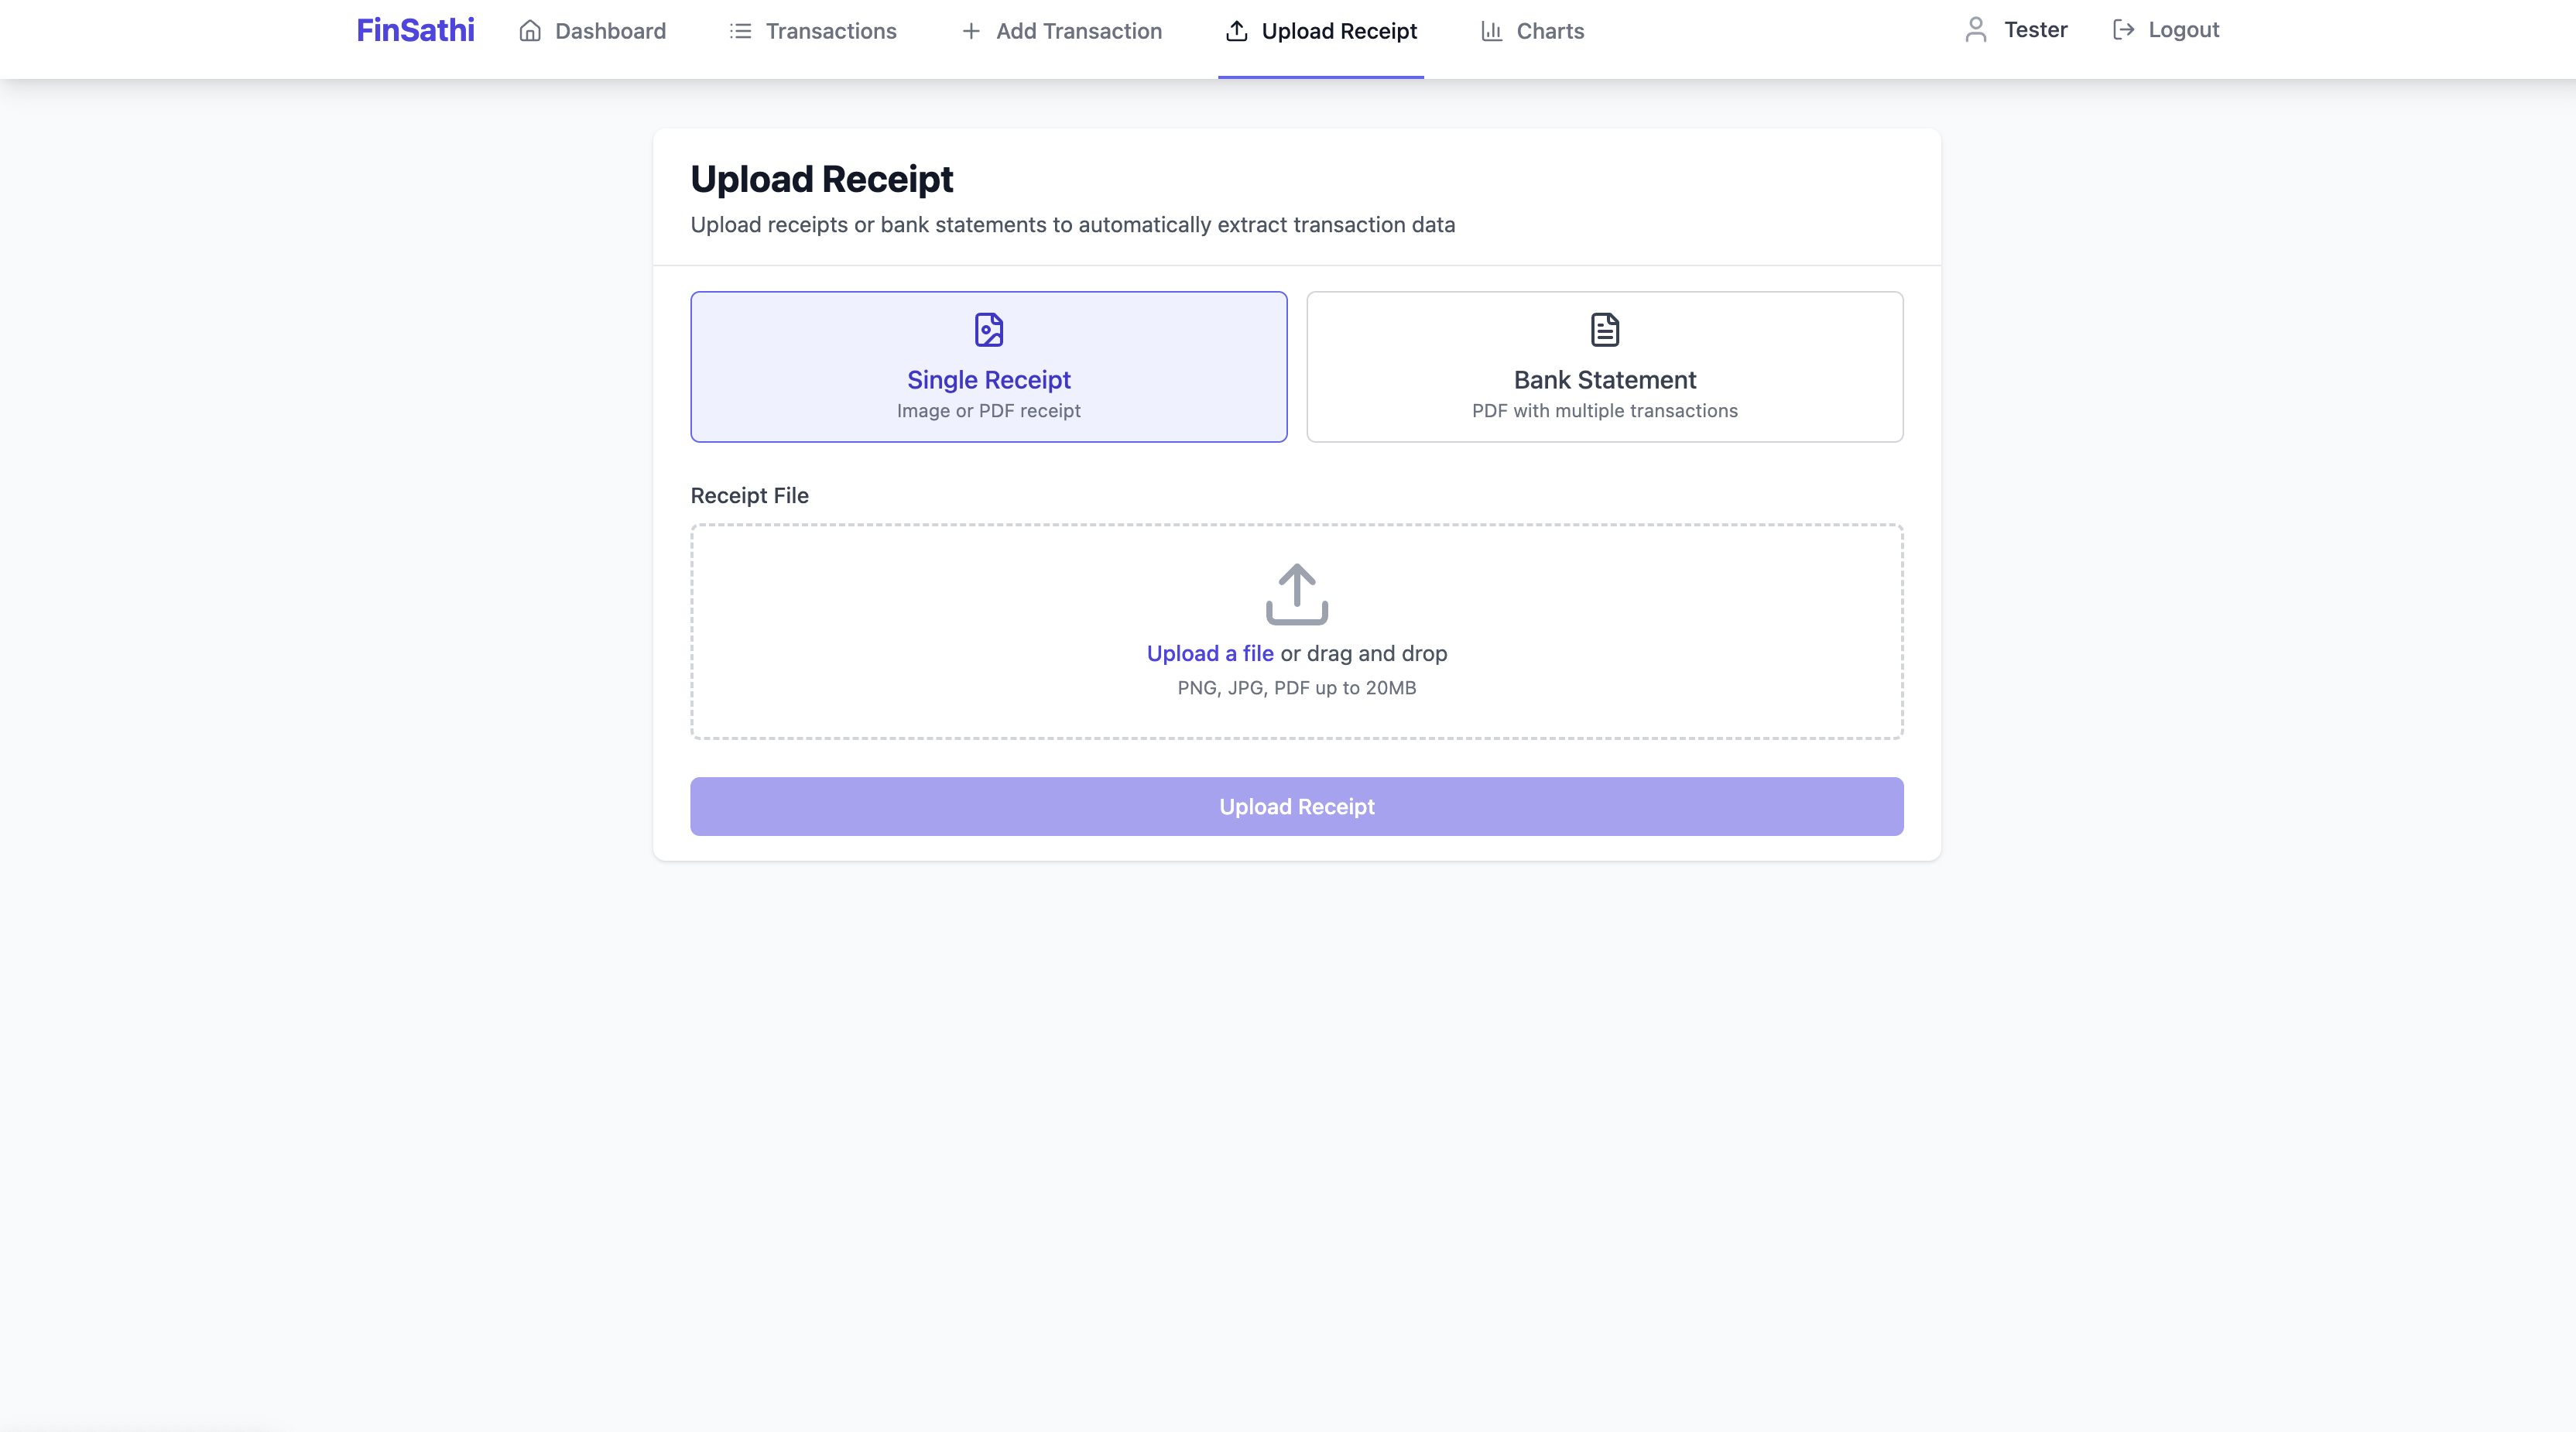 FinSathi Dashboard Transactions Add Transaction Upload Receipt Charts Tester Logout
Upload Receipt
Upload receipts or bank statements to automatically extract transaction data
Single Receipt
Image or PDF receipt
Bank Statement
PDF with multiple transactions
Receipt File
Upload a file or drag and drop
PNG, JPG, PDF up to 20MB
Upload Receipt